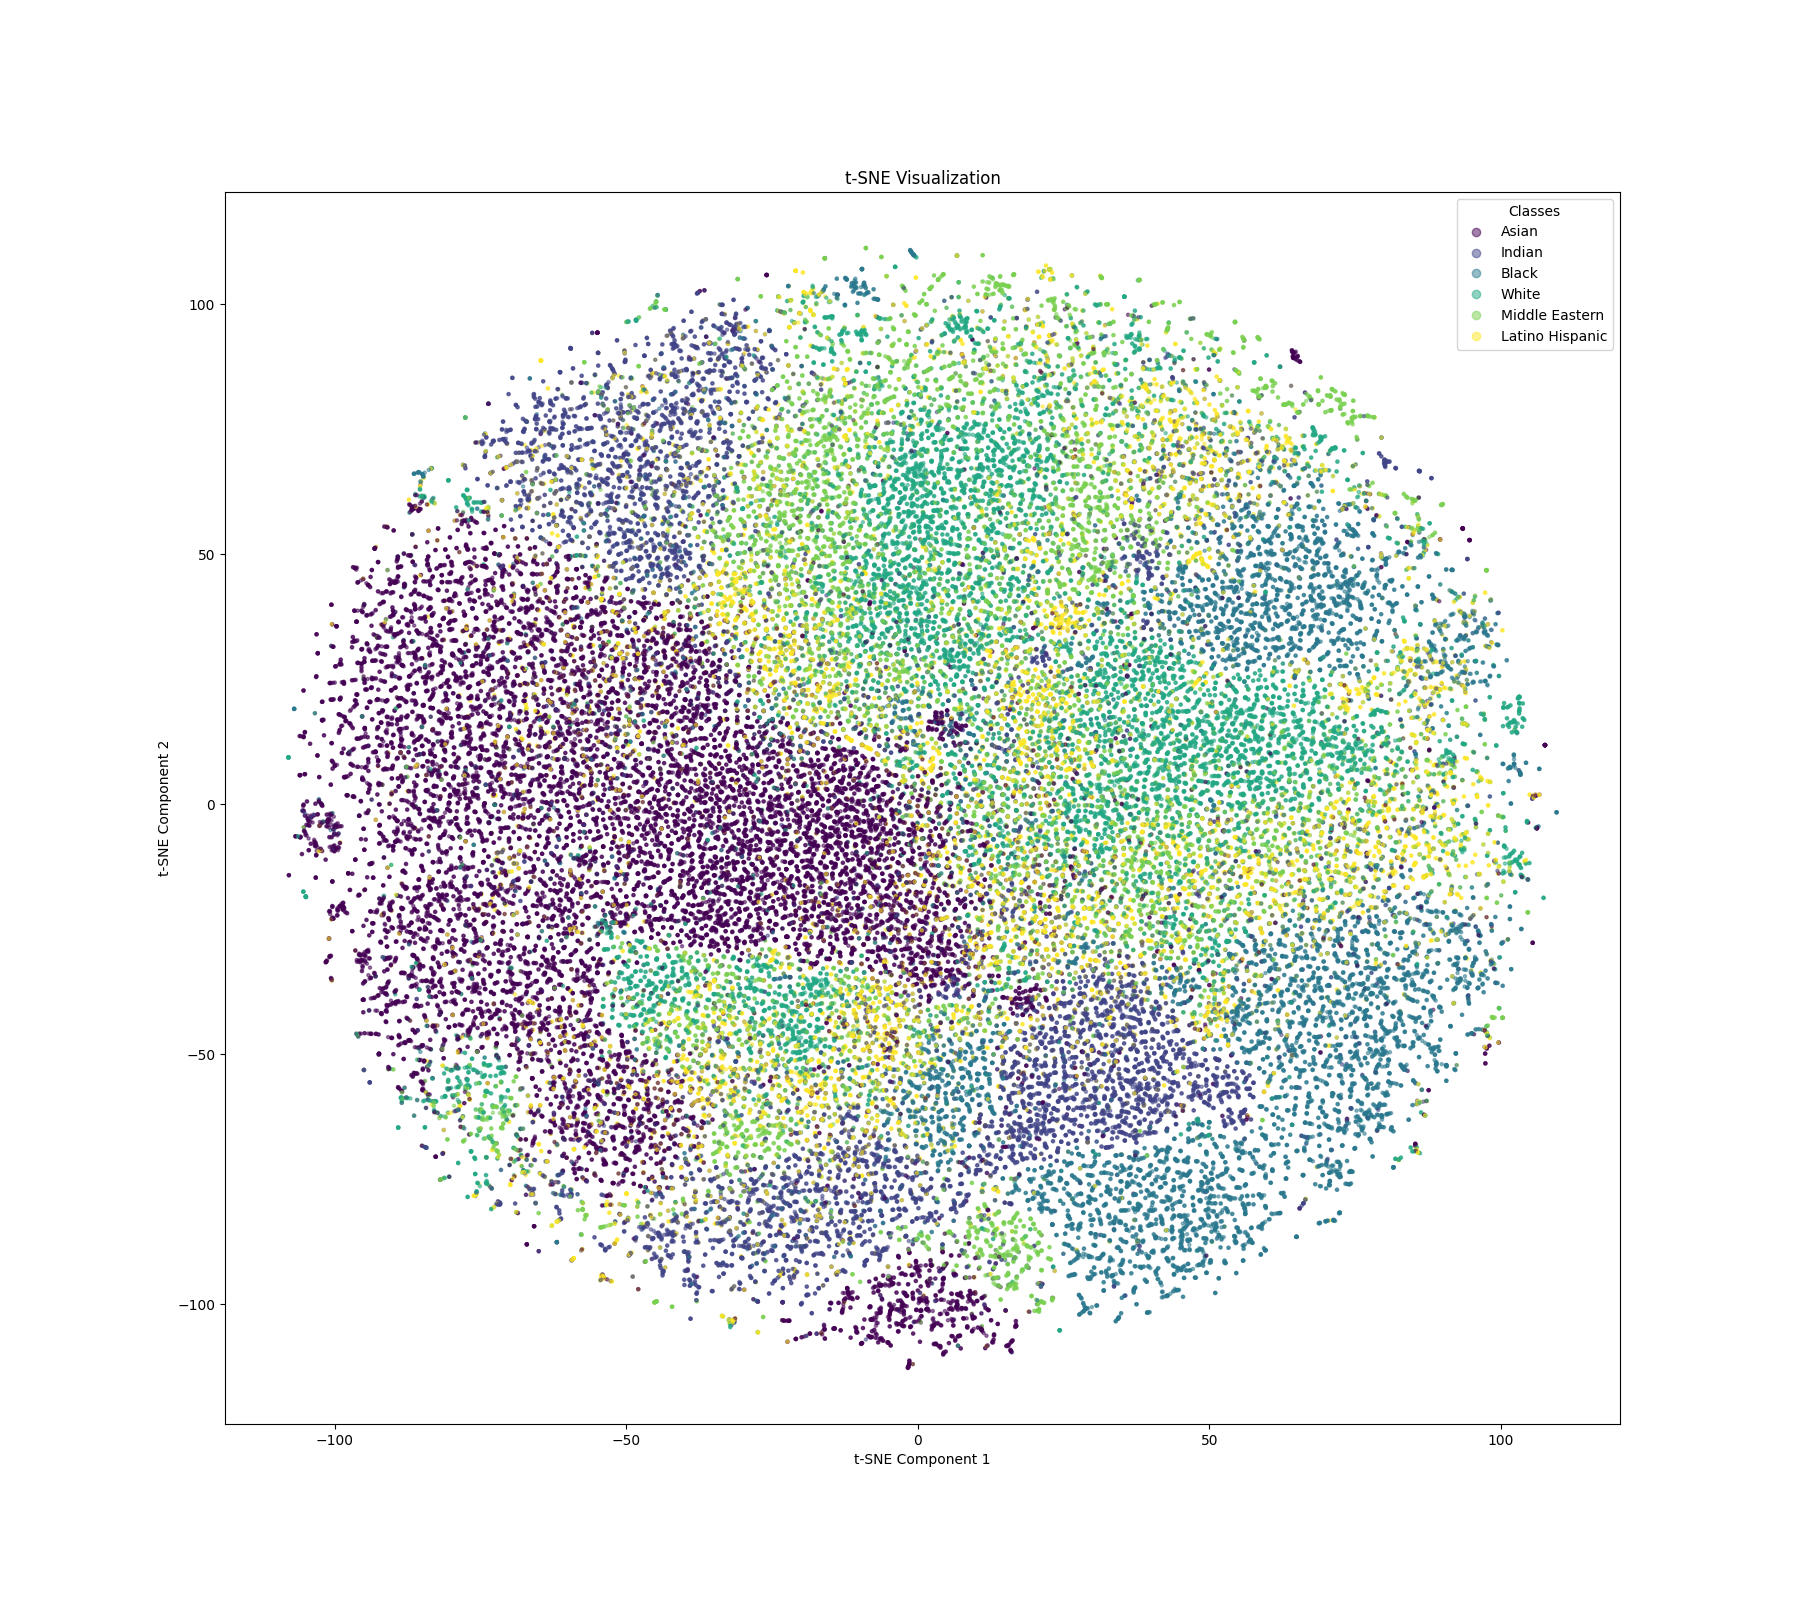 t-SNE Visualization
Classes
Asian
Indian
Black
White
Middle Eastern
Latino Hispanic
100
50
0
−50
−100
t-SNE Component 2
−100
−50
0
50
100
t-SNE Component 1